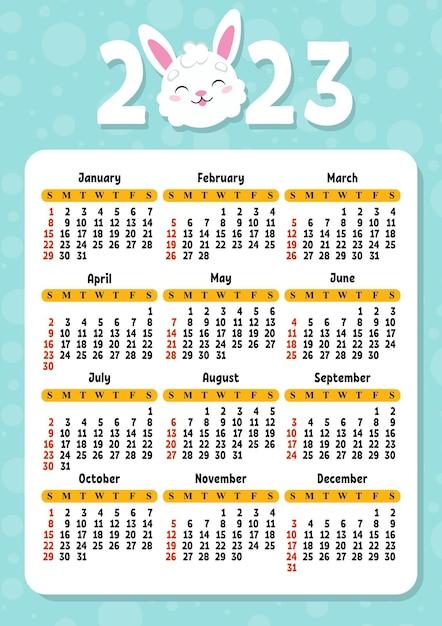 2023
January
S M T W T F S
1 2 3 4 5 6 7
8 9 10 11 12 13 14
15 16 17 18 19 20 21
22 23 24 25 26 27 28
29 30 31
February
S M T W T F S
1 2 3 4
5 6 7 8 9 10 11
12 13 14 15 16 17 18
19 20 21 22 23 24 25
26 27 28
March
S M T W T F S
1 2 3 4
5 6 7 8 9 10 11
12 13 14 15 16 17 18
19 20 21 22 23 24 25
26 27 28 29 30 31
April
S M T W T F S
1
2 3 4 5 6 7 8
9 10 11 12 13 14 15
16 17 18 19 20 21 22
23 24 25 26 27 28 29
30
May
S M T W T F S
1 2 3 4 5 6
7 8 9 10 11 12 13
14 15 16 17 18 19 20
21 22 23 24 25 26 27
28 29 30 31
June
S M T W T F S
1 2 3
4 5 6 7 8 9 10
11 12 13 14 15 16 17
18 19 20 21 22 23 24
25 26 27 28 29 30
July
S M T W T F S
1
2 3 4 5 6 7 8
9 10 11 12 13 14 15
16 17 18 19 20 21 22
23 24 25 26 27 28 29
30 31
August
S M T W T F S
1 2 3 4 5
6 7 8 9 10 11 12
13 14 15 16 17 18 19
20 21 22 23 24 25 26
27 28 29 30 31
September
S M T W T F S
1 2
3 4 5 6 7 8 9
10 11 12 13 14 15 16
17 18 19 20 21 22 23
24 25 26 27 28 29 30
October
S M T W T F S
1 2 3 4 5 6 7
8 9 10 11 12 13 14
15 16 17 18 19 20 21
22 23 24 25 26 27 28
29 30 31
November
S M T W T F S
1 2 3 4
5 6 7 8 9 10 11
12 13 14 15 16 17 18
19 20 21 22 23 24 25
26 27 28 29 30
December
S M T W T F S
1 2
3 4 5 6 7 8 9
10 11 12 13 14 15 16
17 18 19 20 21 22 23
24 25 26 27 28 29 30
31